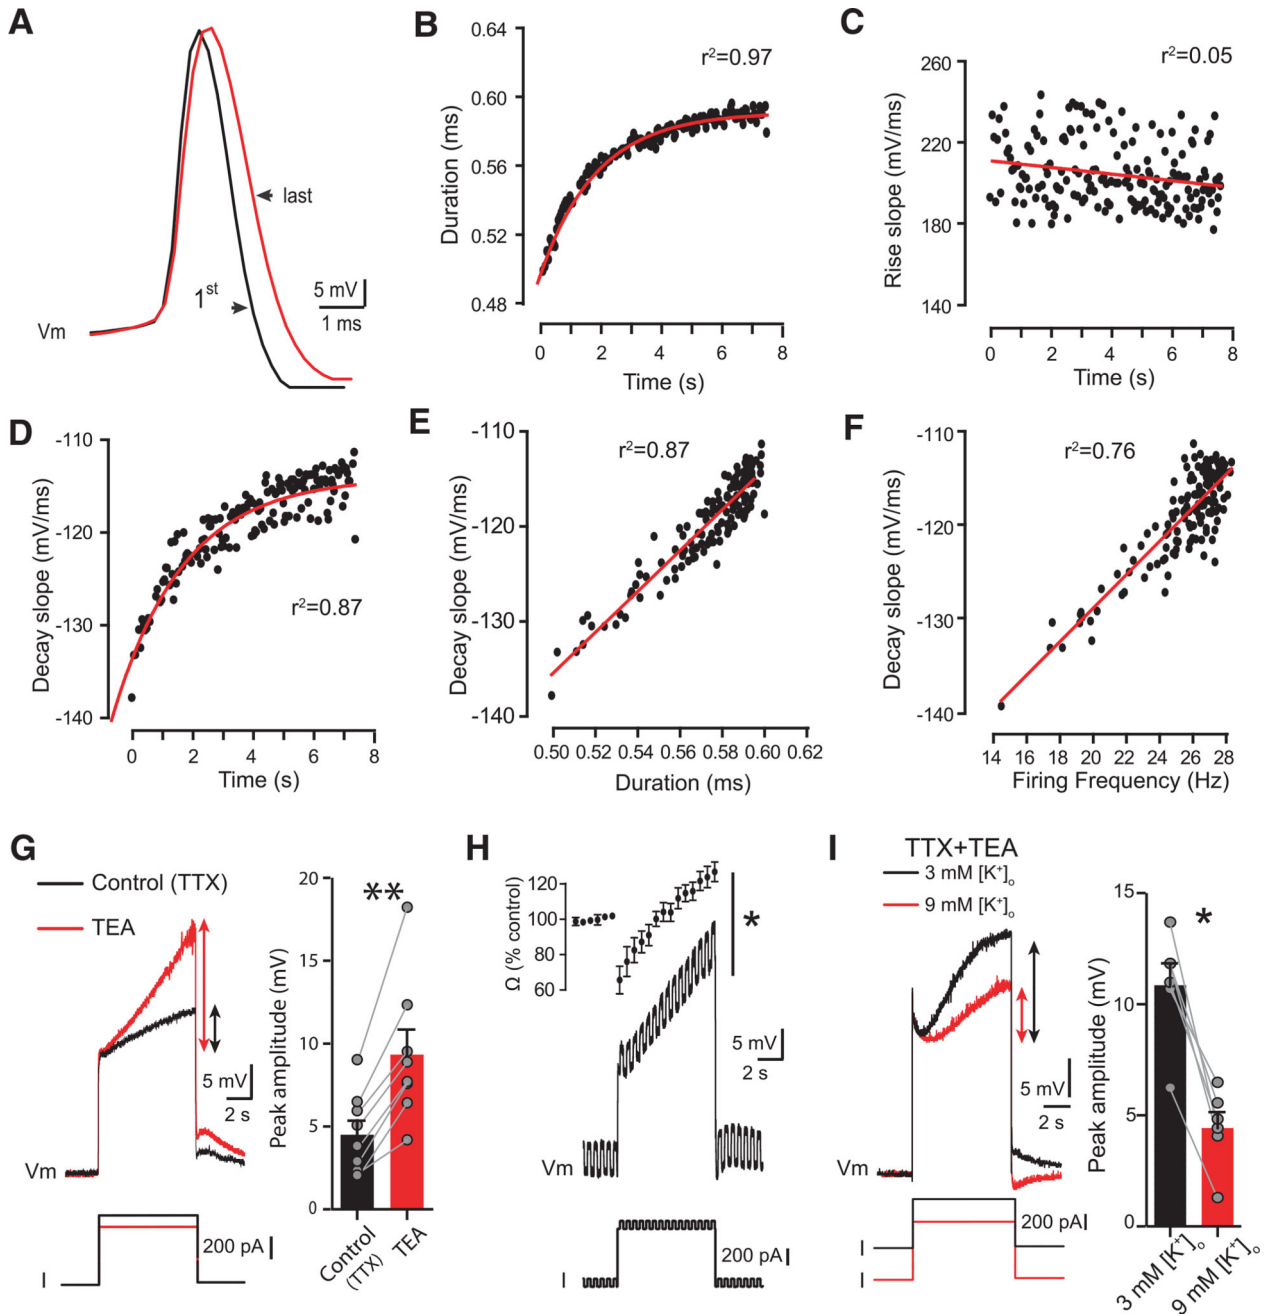 A
last
1st
5 mV
1 ms
Vm
B
0.64
0.60
0.56
0.52
0.48
r2=0.97
Duration (ms)
0 2 4 6 8
Time (s)
C
260
220
180
140
r2=0.05
Rise slope (mV/ms)
0 2 4 6 8
Time (s)
D
-110
-120
-130
-140
r2=0.87
Decay slope (mV/ms)
0 2 4 6 8
Time (s)
E
-110
-120
-130
-140
r2=0.87
Decay slope (mV/ms)
0.50 0.52 0.54 0.56 0.58 0.60 0.62
Duration (ms)
F
-110
-120
-130
-140
r2=0.76
Decay slope (mV/ms)
14 16 18 20 22 24 26 28
Firing Frequency (Hz)
G
Control (TTX)
TEA
5 mV
2 s
Vm
I
200 pA
20
15
10
5
0
**
Peak amplitude (mV)
Control
(TTX)
TEA
H
120
100
80
60
Ω (% control)
*
5 mV
2 s
Vm
I
200 pA
I
TTX+TEA
3 mM [K+]o
9 mM [K+]o
5 mV
2 s
Vm
I
I
200 pA
15
10
5
0
*
Peak amplitude (mV)
3 mM [K+]o
9 mM [K+]o